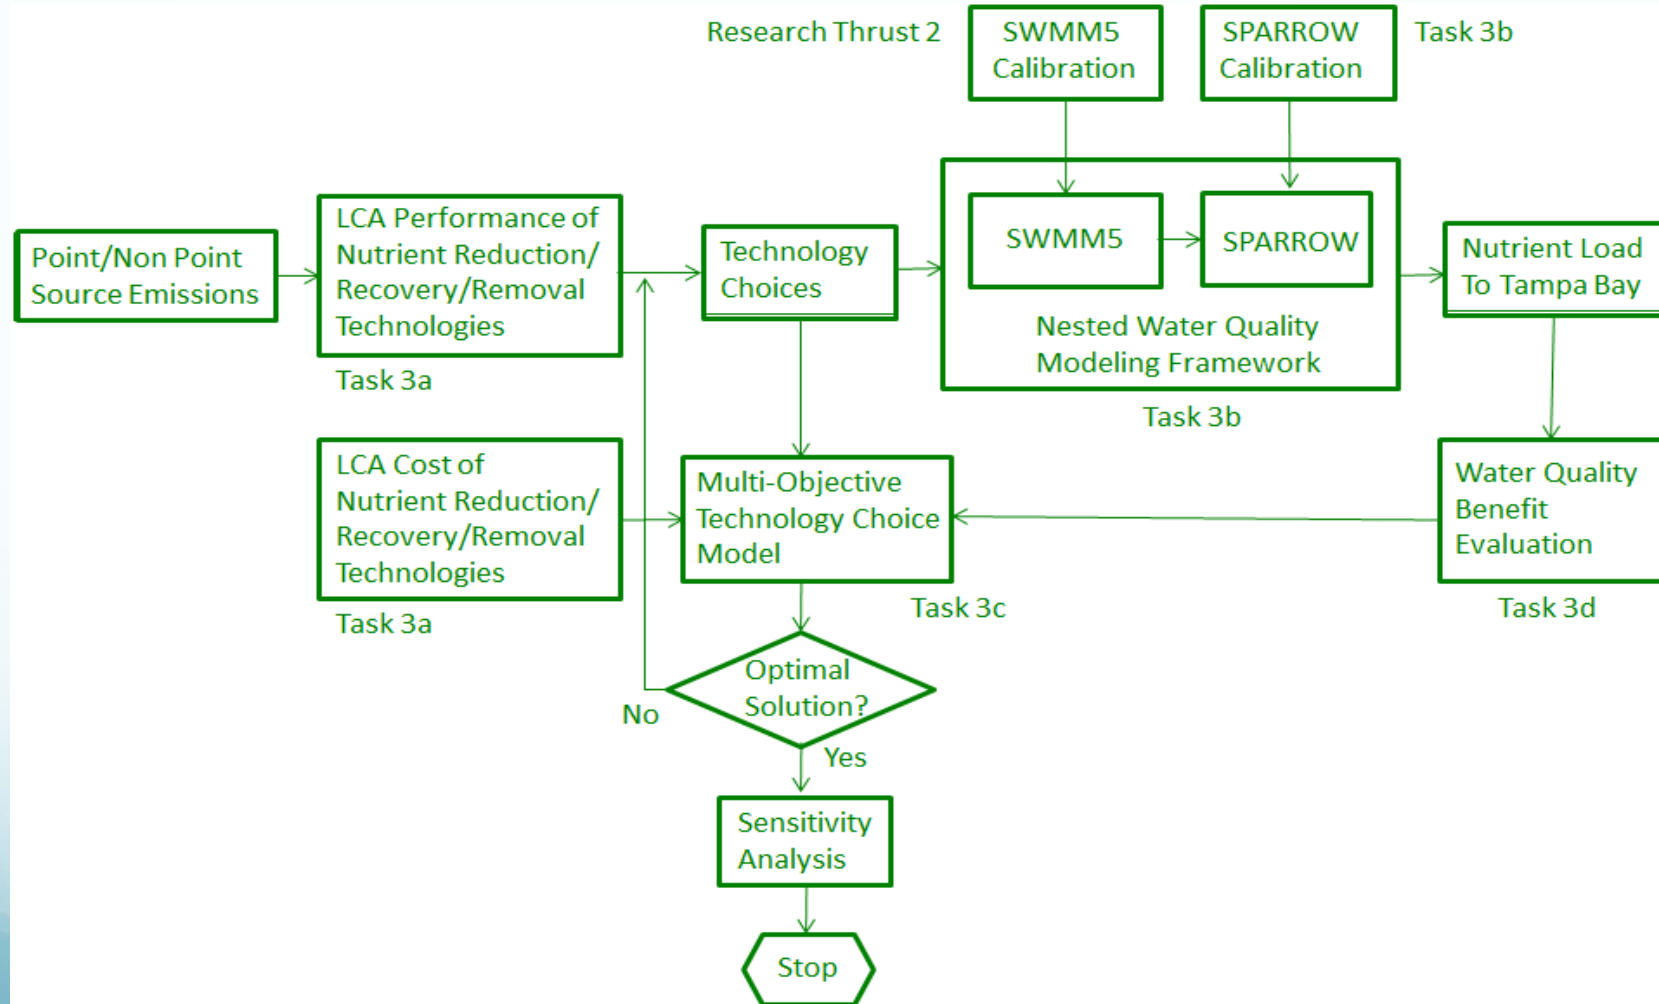 Research Thrust 2
SWMM5
Calibration
SPARROW
Calibration
Task 3b
Point/Non Point
Source Emissions
LCA Performance of
Nutrient Reduction/
Recovery/Removal
Technologies
Task 3a
Technology
Choices
SWMM5
SPARROW
Nested Water Quality
Modeling Framework
Task 3b
Nutrient Load
To Tampa Bay
LCA Cost of
Nutrient Reduction/
Recovery/Removal
Technologies
Task 3a
Multi-Objective
Technology Choice
Model
Task 3c
Water Quality
Benefit
Evaluation
Task 3d
Optimal
Solution?
No
Yes
Sensitivity
Analysis
Stop